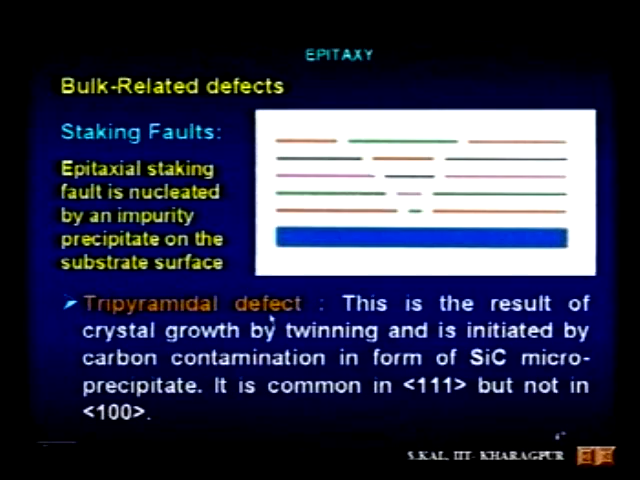 EPITAXY
Bulk-Related defects
Staking Faults:
Epitaxial staking
fault is nucleated
by an impurity
precipitate on the
substrate surface
Tripyramidal defect : This is the result of
crystal growth by twinning and is initiated by
carbon contamination in form of SiC micro-
precipitate. It is common in <111> but not in
<100>.
S.KAL, IIT- KHARAGPUR